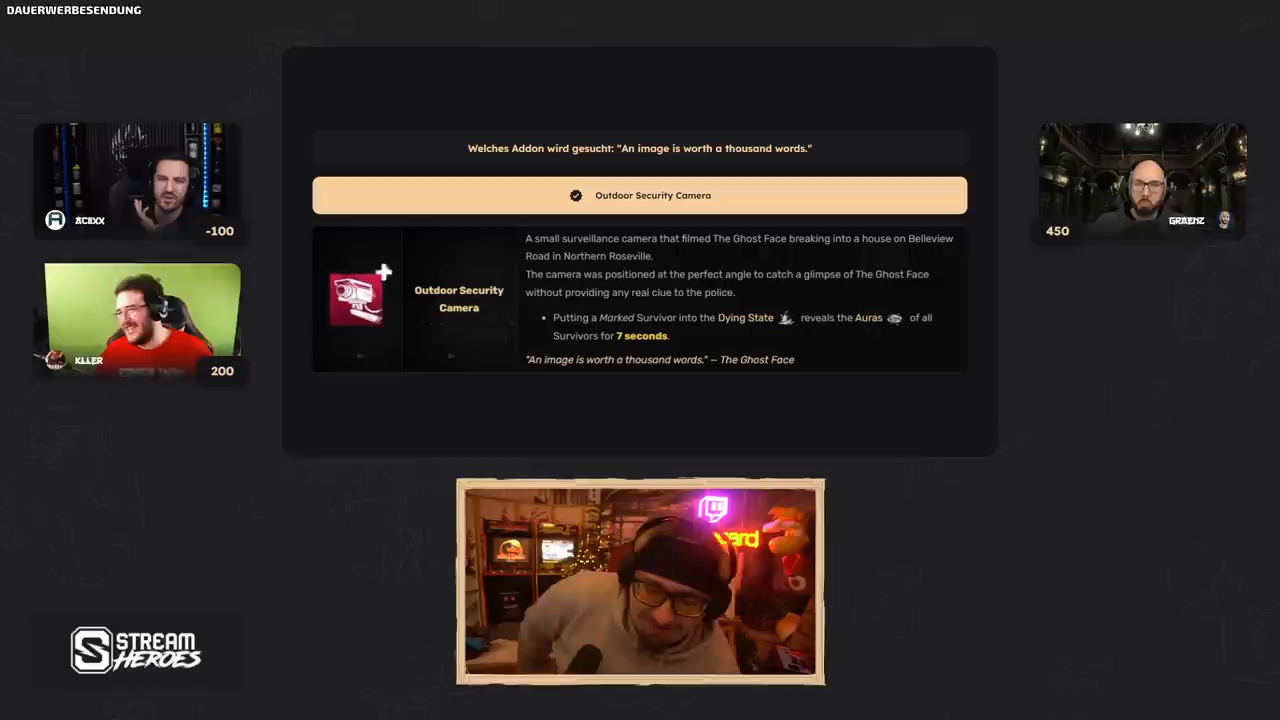 DAUERWERBESENDUNG
Welches Addon wird gesucht: "An image is worth a thousand words."
Outdoor Security Camera
Outdoor Security
Camera
A small surveillance camera that filmed The Ghost Face breaking into a house on Belleview
Road in Northern Roseville.
The camera was positioned at the perfect angle to catch a glimpse of The Ghost Face
without providing any real clue to the police.
• Putting a Marked Survivor into the Dying State reveals the Auras of all
Survivors for 7 seconds.
"An image is worth a thousand words." — The Ghost Face
ACIIXX
-100
KLLER
200
GRAENZ
450
STREAM
HEROES